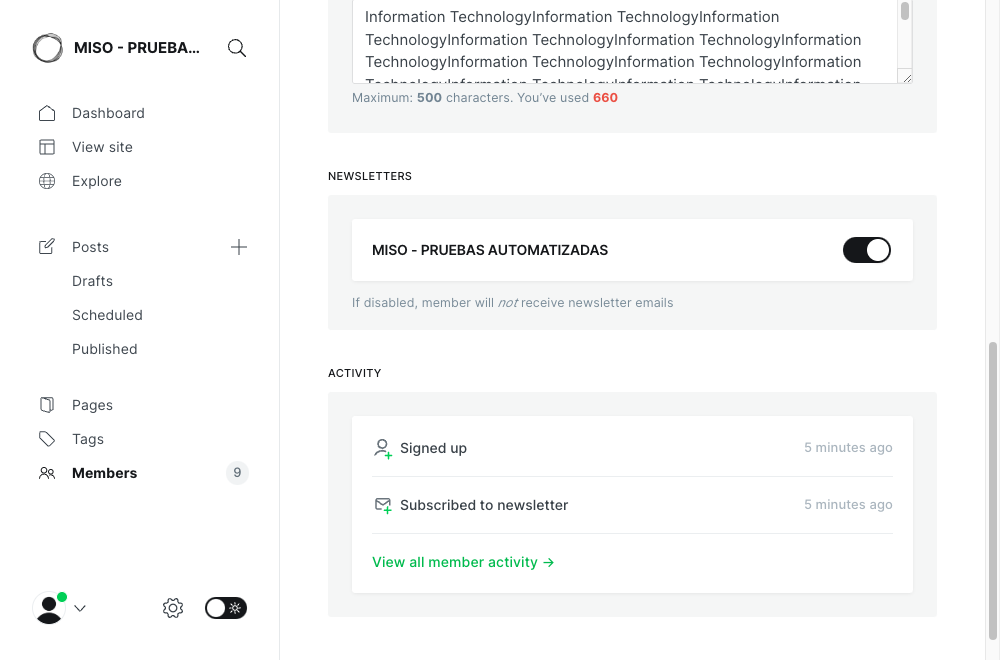 MISO - PRUEBA...
Dashboard
View site
Explore
Posts
Drafts
Scheduled
Published
Pages
Tags
Members 9
Information TechnologyInformation TechnologyInformation
TechnologyInformation TechnologyInformation TechnologyInformation
TechnologyInformation TechnologyInformation TechnologyInformation
TechnologyInformation TechnologyInformation TechnologyInformation
Maximum: 500 characters. You've used 660
NEWSLETTERS
MISO - PRUEBAS AUTOMATIZADAS
If disabled, member will not receive newsletter emails
ACTIVITY
Signed up 5 minutes ago
Subscribed to newsletter 5 minutes ago
View all member activity →